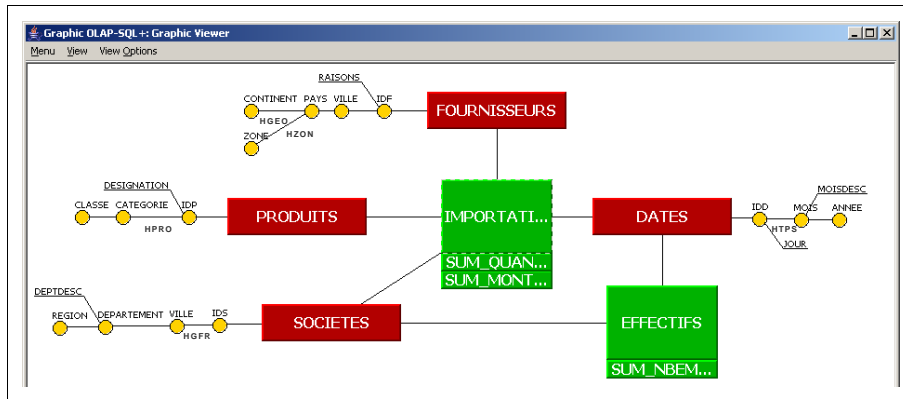 Graphic OLAP-SQL+: Graphic Viewer
Menu View View Options
RAISONS
CONTINENT PAYS VILLE IDF
FOURNISSEURS
HGEO
ZONE HZON
DESIGNATION
CLASSE CATEGORIE IDP
HPRO
PRODUITS
IMPORTATI...
SUM_QUAN...
SUM_MONT...
DATES
MOISDESC
IDD MOIS ANNEE
HTPS
JOUR
DEPTDESC
REGION DEPARTEMENT VILLE IDS
HGFR
SOCIETES
EFFECTIFS
SUM_NBEM...